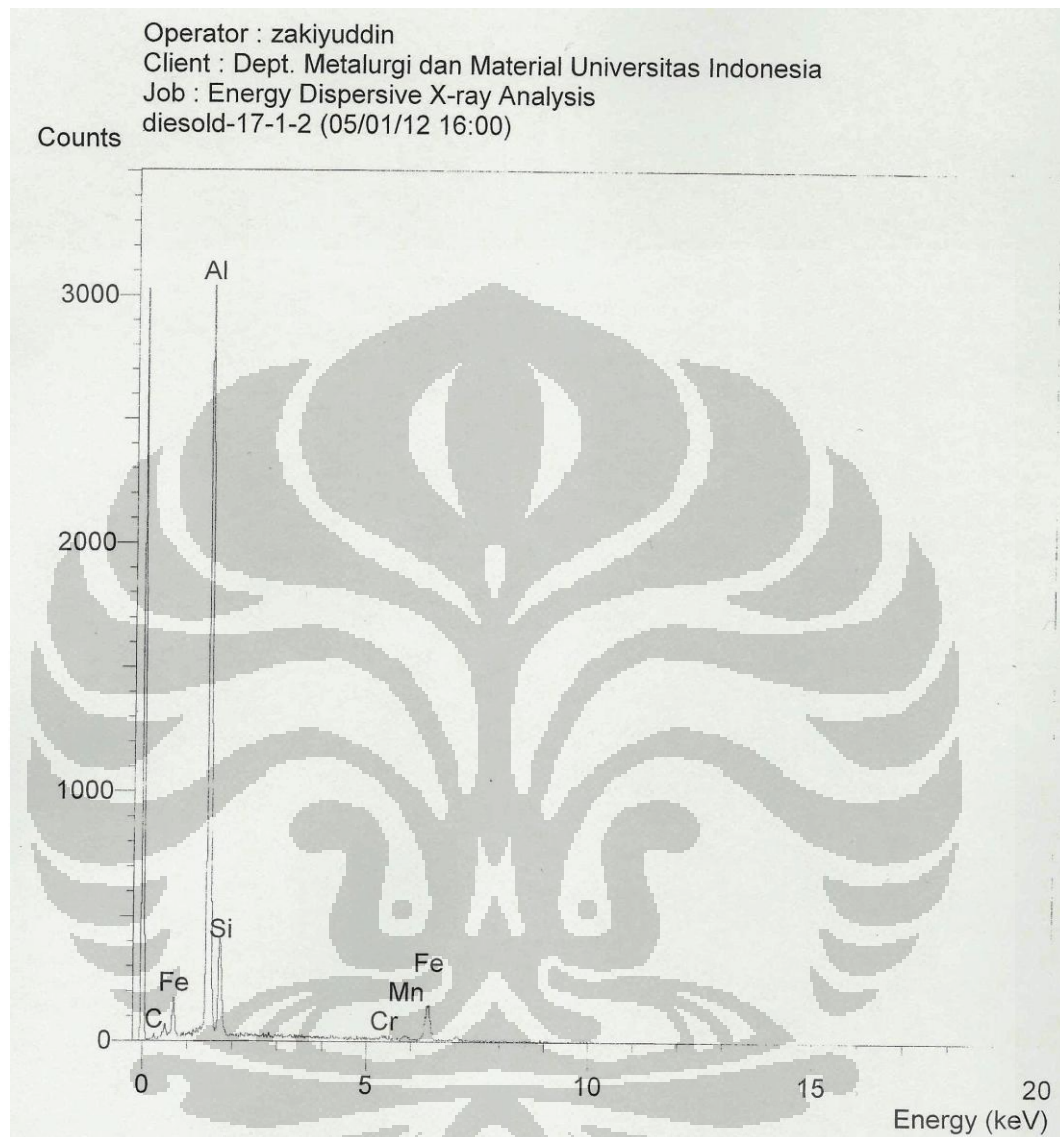 Operator : zakiyuddin
Client : Dept. Metalurgi dan Material Universitas Indonesia
Job : Energy Dispersive X-ray Analysis
diesold-17-1-2 (05/01/12 16:00)
Counts
Al
3000
2000
1000
Si
Fe
Fe
Mn
C
Cr
0
0 5 10 15 20
Energy (keV)